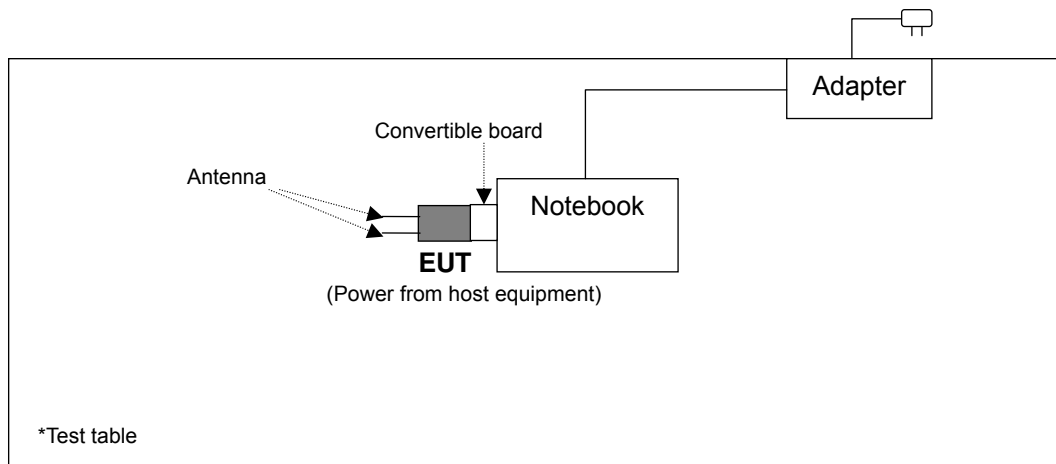 Adapter
Convertible board
Antenna
Notebook
EUT
(Power from host equipment)
*Test table